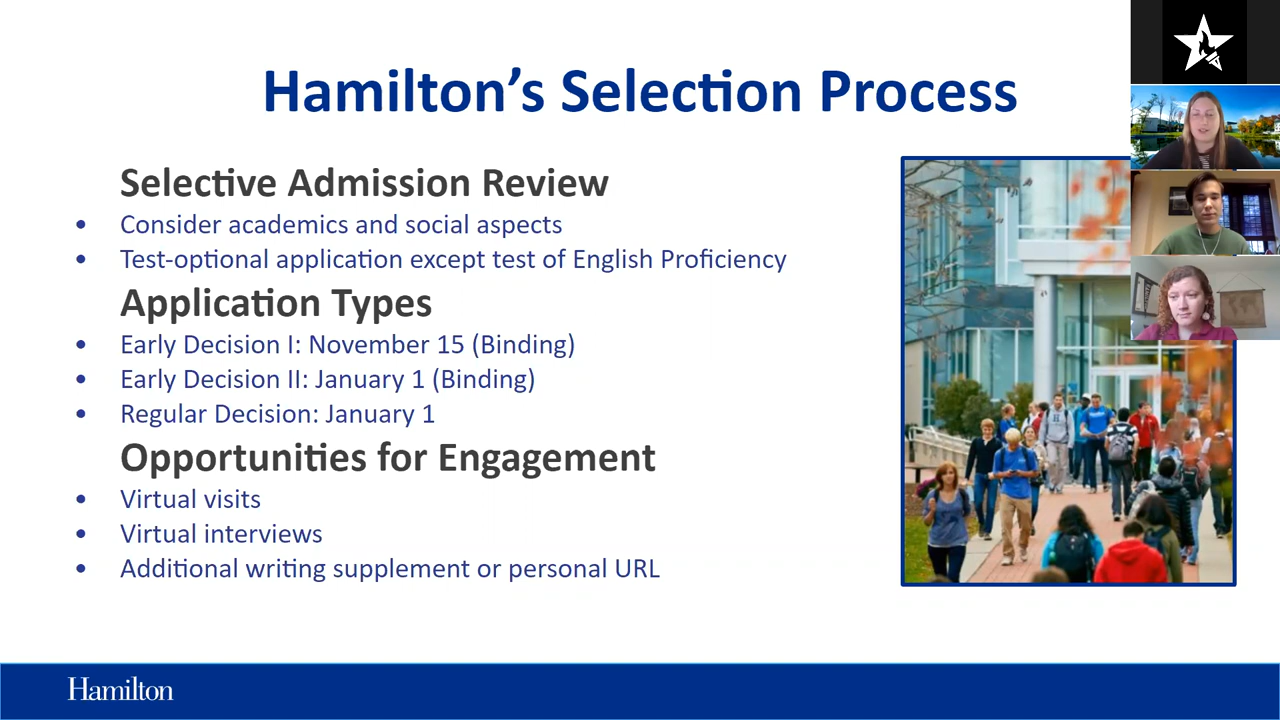 Hamilton's Selection Process
Selective Admission Review
• Consider academics and social aspects
• Test-optional application except test of English Proficiency
Application Types
• Early Decision I: November 15 (Binding)
• Early Decision II: January 1 (Binding)
• Regular Decision: January 1
Opportunities for Engagement
• Virtual visits
• Virtual interviews
• Additional writing supplement or personal URL
Hamilton